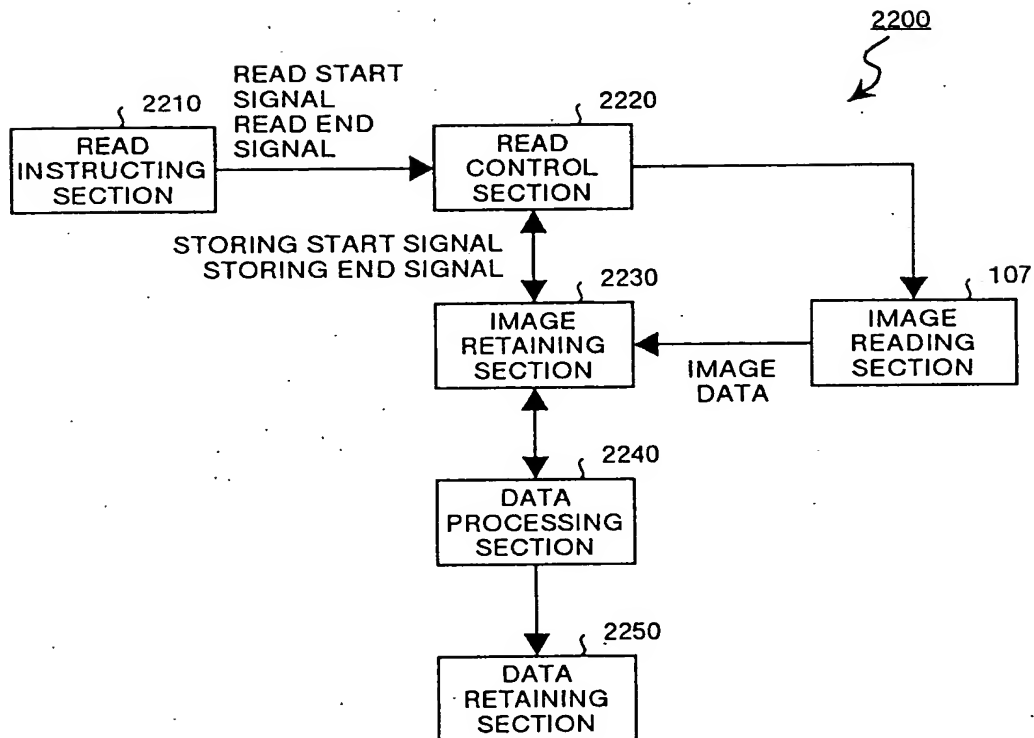 2200
READ START
SIGNAL
READ END
SIGNAL
2210
READ
INSTRUCTING
SECTION
2220
READ
CONTROL
SECTION
STORING START SIGNAL
STORING END SIGNAL
2230
IMAGE
RETAINING
SECTION
107
IMAGE
READING
SECTION
IMAGE
DATA
2240
DATA
PROCESSING
SECTION
2250
DATA
RETAINING
SECTION